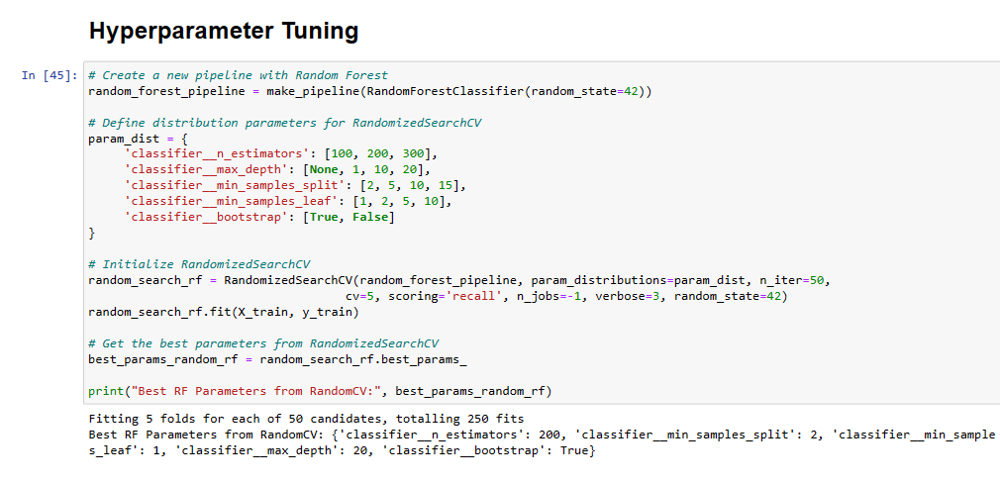 Hyperparameter Tuning
In [45]:
# Create a new pipeline with Random Forest
random_forest_pipeline = make_pipeline(RandomForestClassifier(random_state=42))
# Define distribution parameters for RandomizedSearchCV
param_dist = {
'classifier__n_estimators': [100, 200, 300],
'classifier__max_depth': [None, 1, 10, 20],
'classifier__min_samples_split': [2, 5, 10, 15],
'classifier__min_samples_leaf': [1, 2, 5, 10],
'classifier__bootstrap': [True, False]
}
# Initialize RandomizedSearchCV
random_search_rf = RandomizedSearchCV(random_forest_pipeline, param_distributions=param_dist, n_iter=50,
cv=5, scoring='recall', n_jobs=-1, verbose=3, random_state=42)
random_search_rf.fit(X_train, y_train)
# Get the best parameters from RandomizedSearchCV
best_params_random_rf = random_search_rf.best_params_
print("Best RF Parameters from RandomCV:", best_params_random_rf)
Fitting 5 folds for each of 50 candidates, totalling 250 fits
Best RF Parameters from RandomCV: {'classifier__n_estimators': 200, 'classifier__min_samples_split': 2, 'classifier__min_sample
s_leaf': 1, 'classifier__max_depth': 20, 'classifier__bootstrap': True}